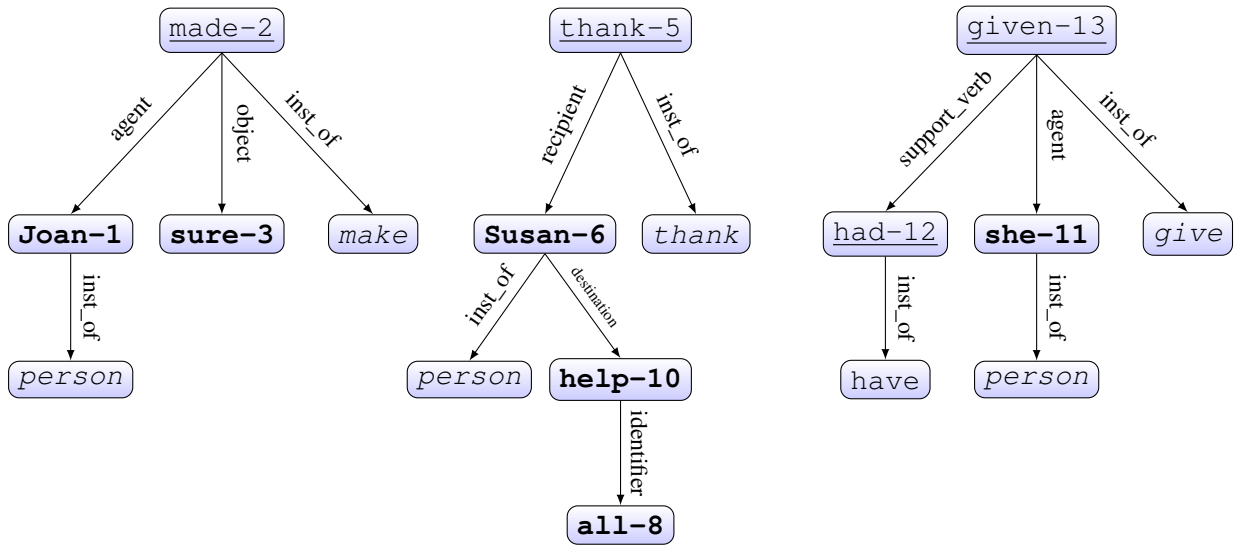 made-2 thank-5 given-13
agent object inst_of recipient inst_of support_verb agent inst_of
Joan-1 sure-3 make Susan-6 thank had-12 she-11 give
inst_of inst_of destination inst_of inst_of
person person help-10 have person
identifier
all-8